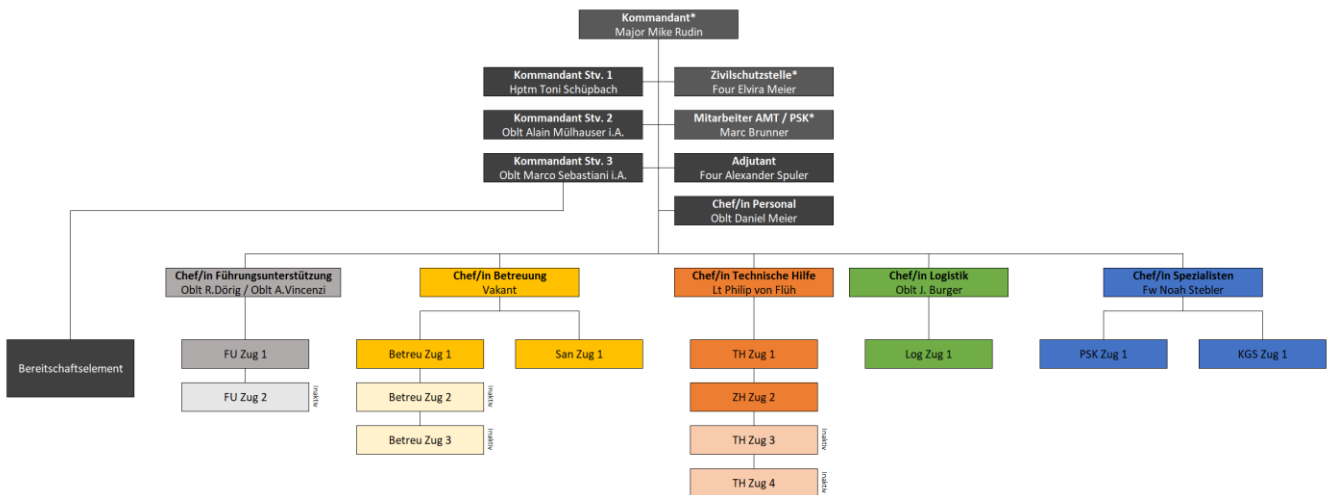 Kommandant*
Major Mike Rudin
Kommandant Stv. 1
Hptm Toni Schüpbach
Zivilschutzstelle*
Four Elvira Meier
Kommandant Stv. 2
Oblt Alain Mülhauser i.A.
Mitarbeiter AMT / PSK*
Marc Brunner
Kommandant Stv. 3
Oblt Marco Sebastiani i.A.
Adjutant
Four Alexander Spuler
Chef/in Personal
Oblt Daniel Meier
Chef/in Führungsunterstützung
Oblt R.Dörig / Oblt A.Vincenzi
Chef/in Betreuung
Vakant
Chef/in Technische Hilfe
Lt Philip von Flüh
Chef/in Logistik
Oblt J. Burger
Chef/in Spezialisten
Fw Noah Stebler
Bereitschaftselement
FU Zug 1
Betreu Zug 1
San Zug 1
TH Zug 1
Log Zug 1
PSK Zug 1
KGS Zug 1
FU Zug 2
Inaktiv
Betreu Zug 2
Inaktiv
ZH Zug 2
Betreu Zug 3
Inaktiv
TH Zug 3
Inaktiv
TH Zug 4
Inaktiv